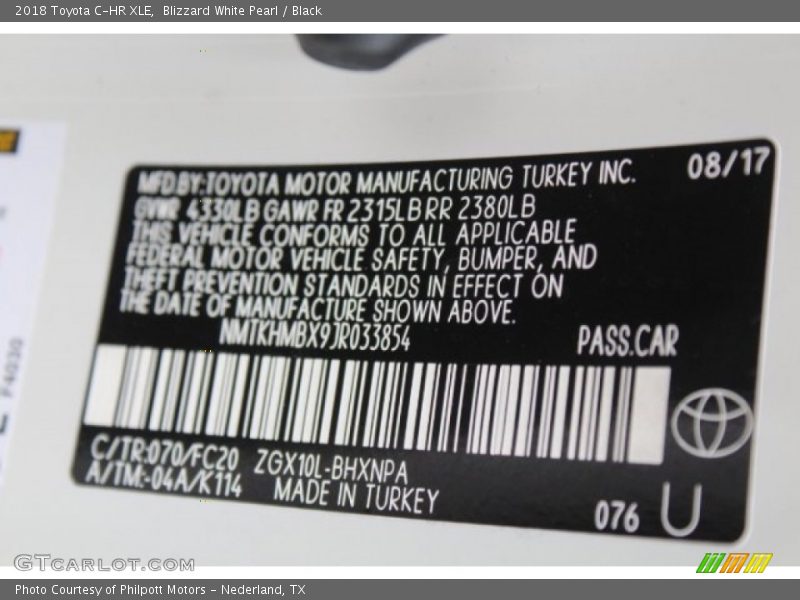 2018 Toyota C-HR XLE, Blizzard White Pearl / Black
MFD.BY:TOYOTA MOTOR MANUFACTURING TURKEY INC. 08/17
GVWR 4330LB GAWR FR 2315LB RR 2380LB
THIS VEHICLE CONFORMS TO ALL APPLICABLE
FEDERAL MOTOR VEHICLE SAFETY, BUMPER, AND
THEFT PREVENTION STANDARDS IN EFFECT ON
THE DATE OF MANUFACTURE SHOWN ABOVE.
NMTKHMBX9JR033854 PASS.CAR
C/TR:070/FC20 ZGX10L-BHXNPA
A/TM:-04A/K114 MADE IN TURKEY
076 U
P4030
GTCARLOT.COM
Photo Courtesy of Philpott Motors - Nederland, TX